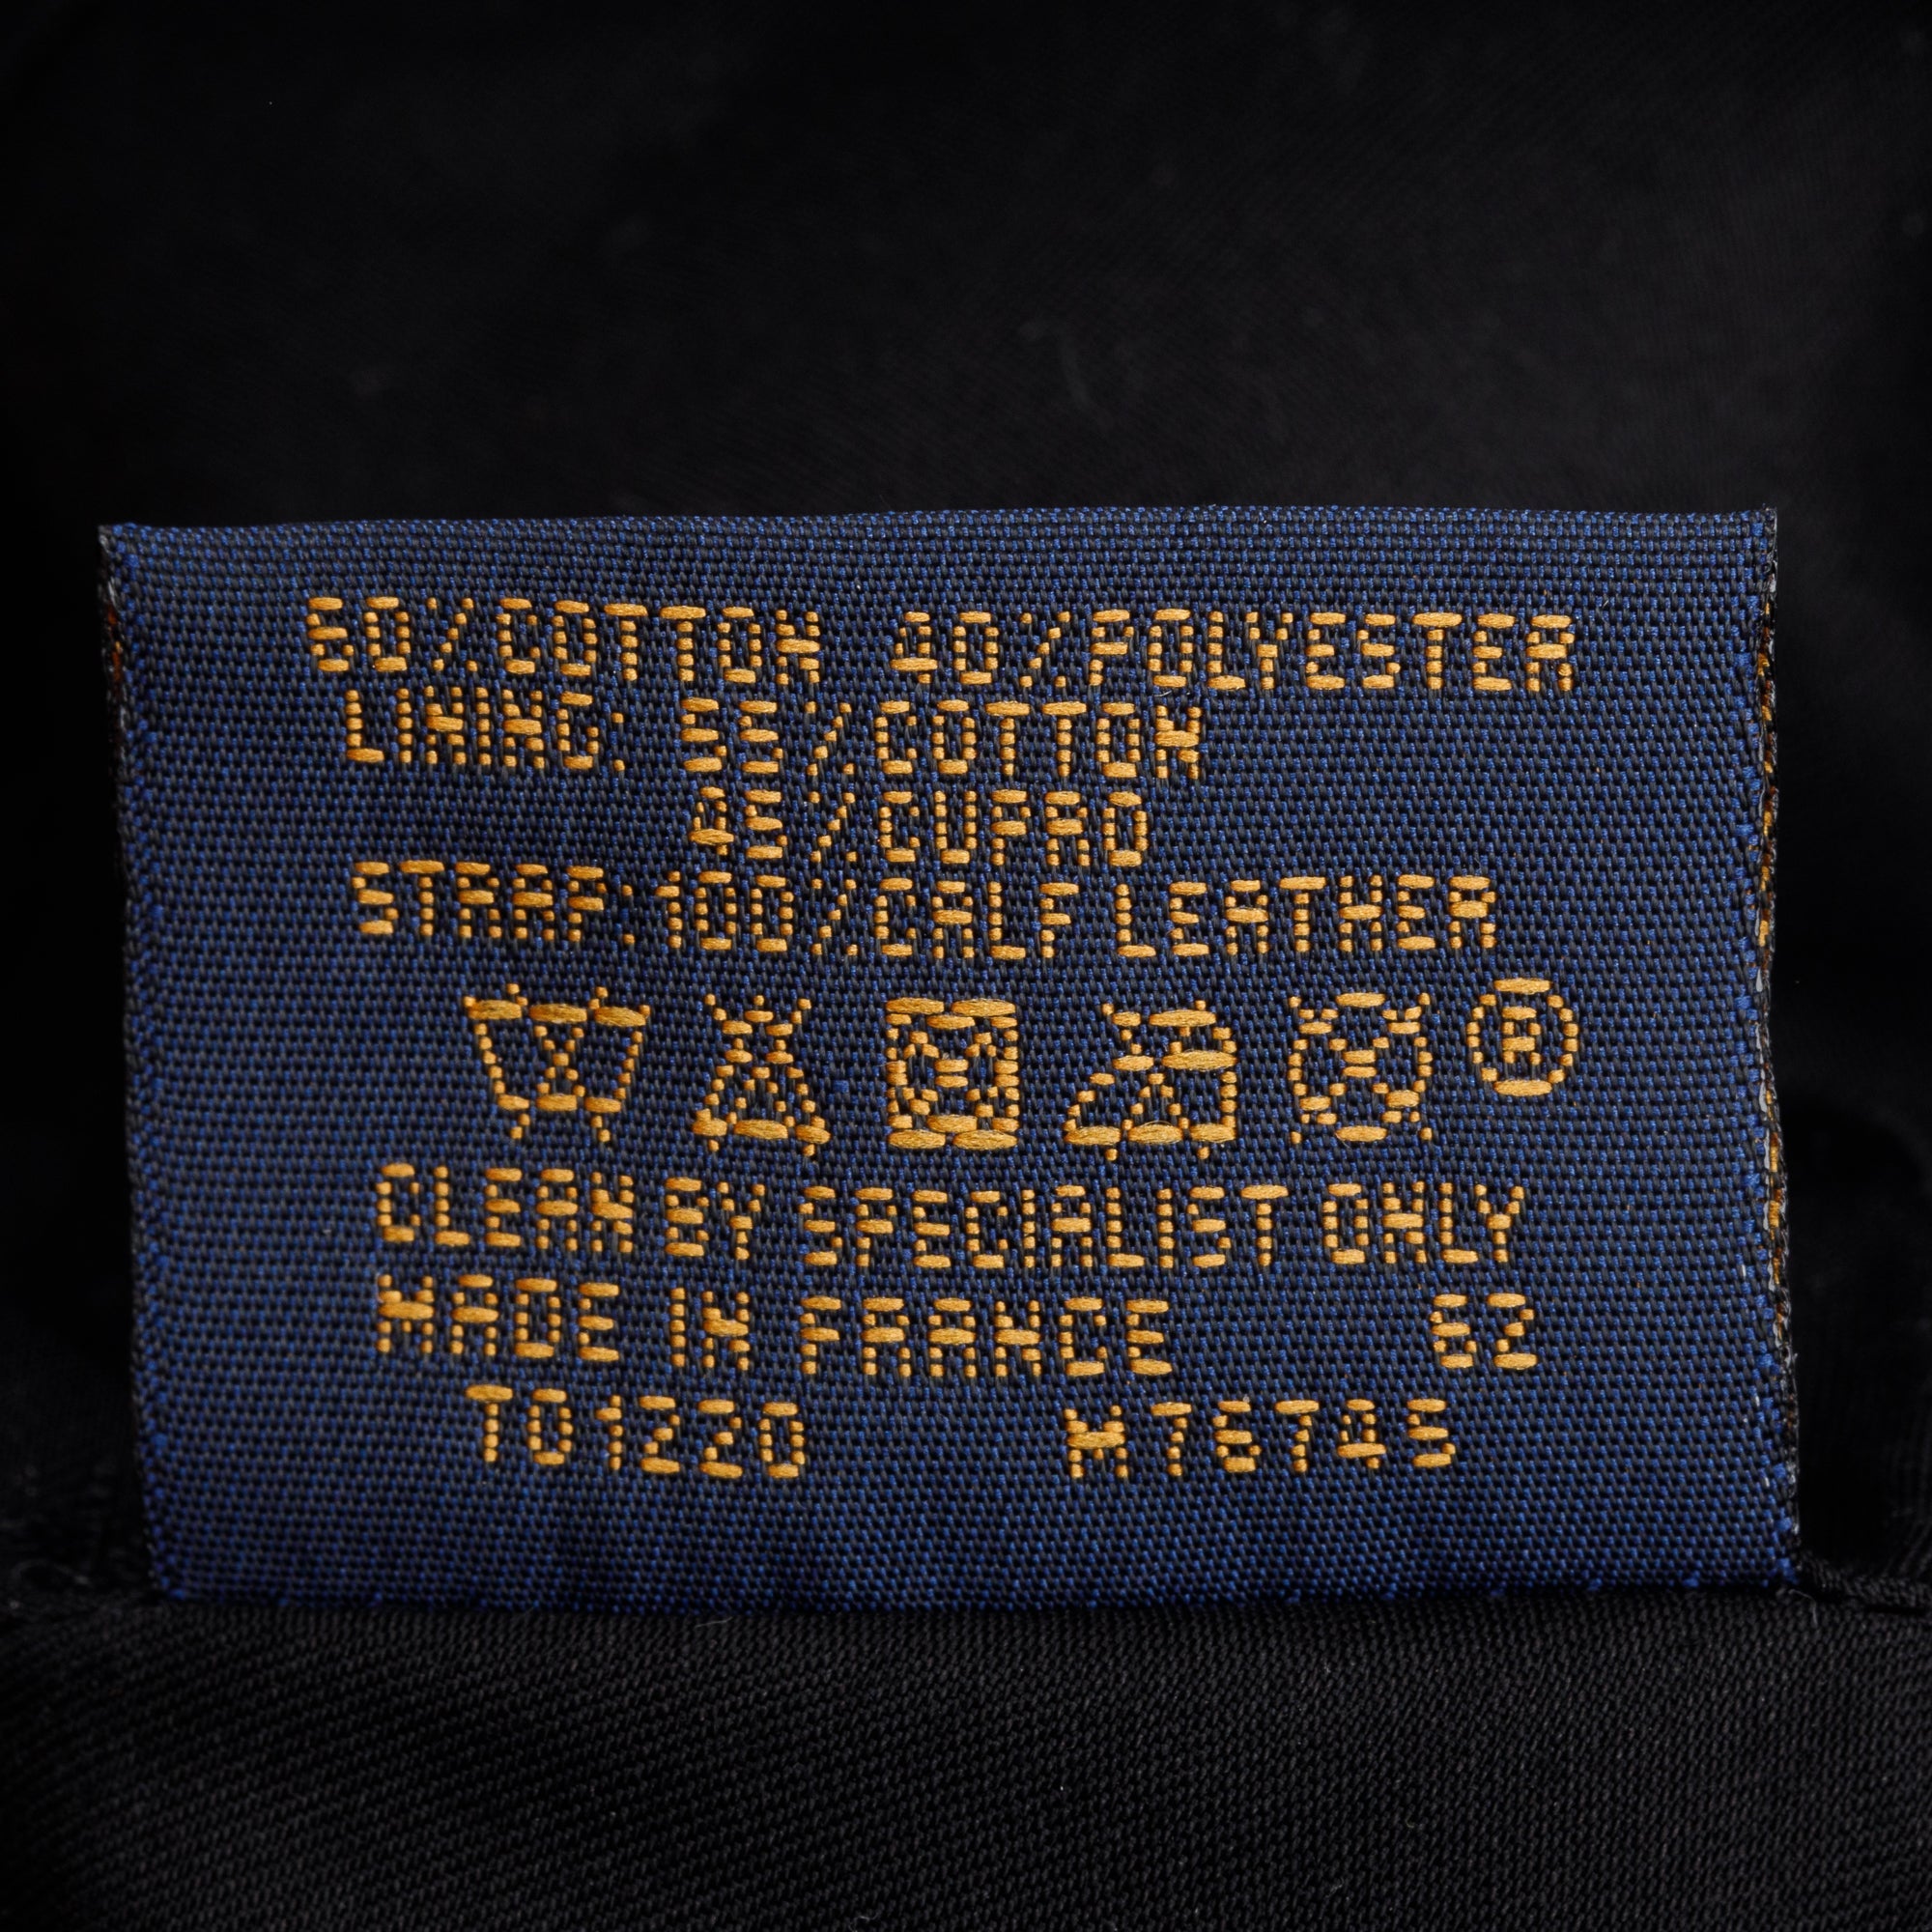 60%COTTON 40%POLYESTER
LINING: 55%COTTON
45%CUPRO
STRAP:100%CALF LEATHER
®
CLEAN BY SPECIALIST ONLY
MADE IN FRANCE 62
TO1220 M76745